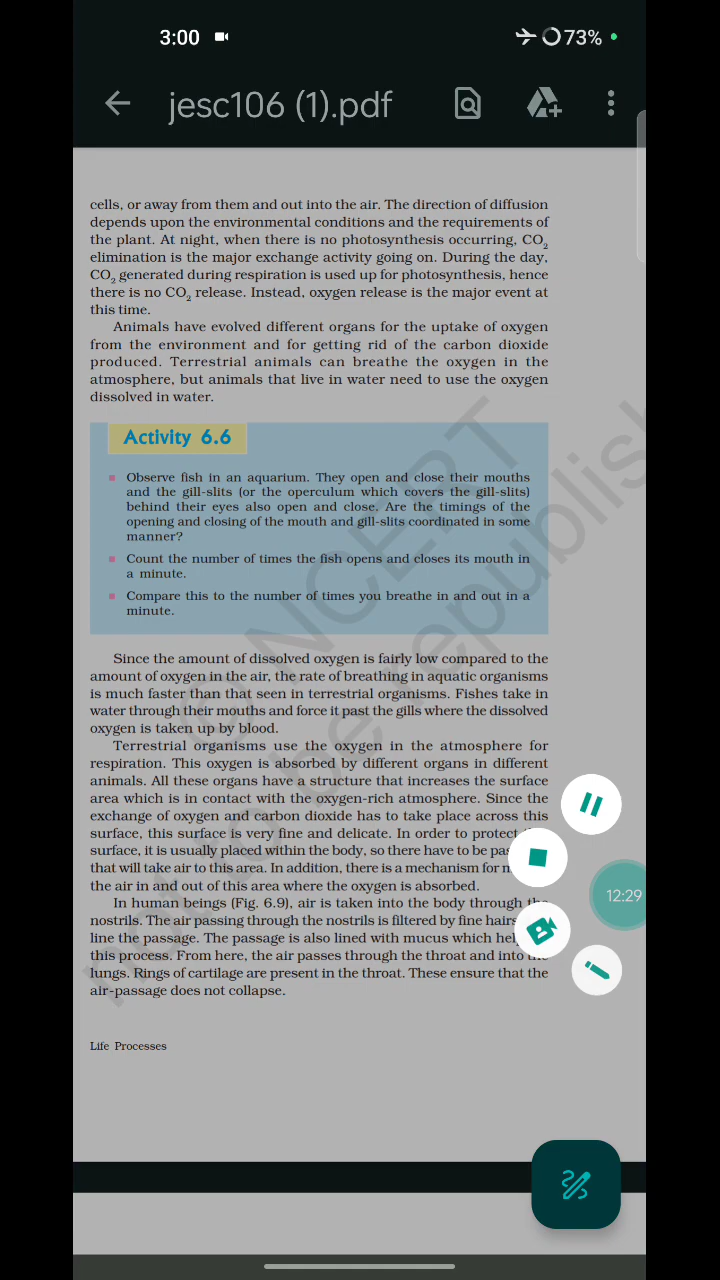 3:00
73%
jesc106 (1).pdf
cells, or away from them and out into the air. The direction of diffusion
depends upon the environmental conditions and the requirements of
the plant. At night, when there is no photosynthesis occurring, CO₂
elimination is the major exchange activity going on. During the day,
CO₂ generated during respiration is used up for photosynthesis, hence
there is no CO₂ release. Instead, oxygen release is the major event at
this time.
Animals have evolved different organs for the uptake of oxygen
from the environment and for getting rid of the carbon dioxide
produced. Terrestrial animals can breathe the oxygen in the
atmosphere, but animals that live in water need to use the oxygen
dissolved in water.
Activity 6.6
Observe fish in an aquarium. They open and close their mouths
and the gill-slits (or the operculum which covers the gill-slits)
behind their eyes also open and close. Are the timings of the
opening and closing of the mouth and gill-slits coordinated in some
manner?
Count the number of times the fish opens and closes its mouth in
a minute.
Compare this to the number of times you breathe in and out in a
minute.
Since the amount of dissolved oxygen is fairly low compared to the
amount of oxygen in the air, the rate of breathing in aquatic organisms
is much faster than that seen in terrestrial organisms. Fishes take in
water through their mouths and force it past the gills where the dissolved
oxygen is taken up by blood.
Terrestrial organisms use the oxygen in the atmosphere for
respiration. This oxygen is absorbed by different organs in different
animals. All these organs have a structure that increases the surface
area which is in contact with the oxygen-rich atmosphere. Since the
exchange of oxygen and carbon dioxide has to take place across this
surface, this surface is very fine and delicate. In order to protect
surface, it is usually placed within the body, so there have to be pas
that will take air to this area. In addition, there is a mechanism for m
the air in and out of this area where the oxygen is absorbed.
In human beings (Fig. 6.9), air is taken into the body through the
nostrils. The air passing through the nostrils is filtered by fine hairs
line the passage. The passage is also lined with mucus which hel
this process. From here, the air passes through the throat and into the
lungs. Rings of cartilage are present in the throat. These ensure that the
air-passage does not collapse.
12:29
Life Processes
© NCERT
not to be republish